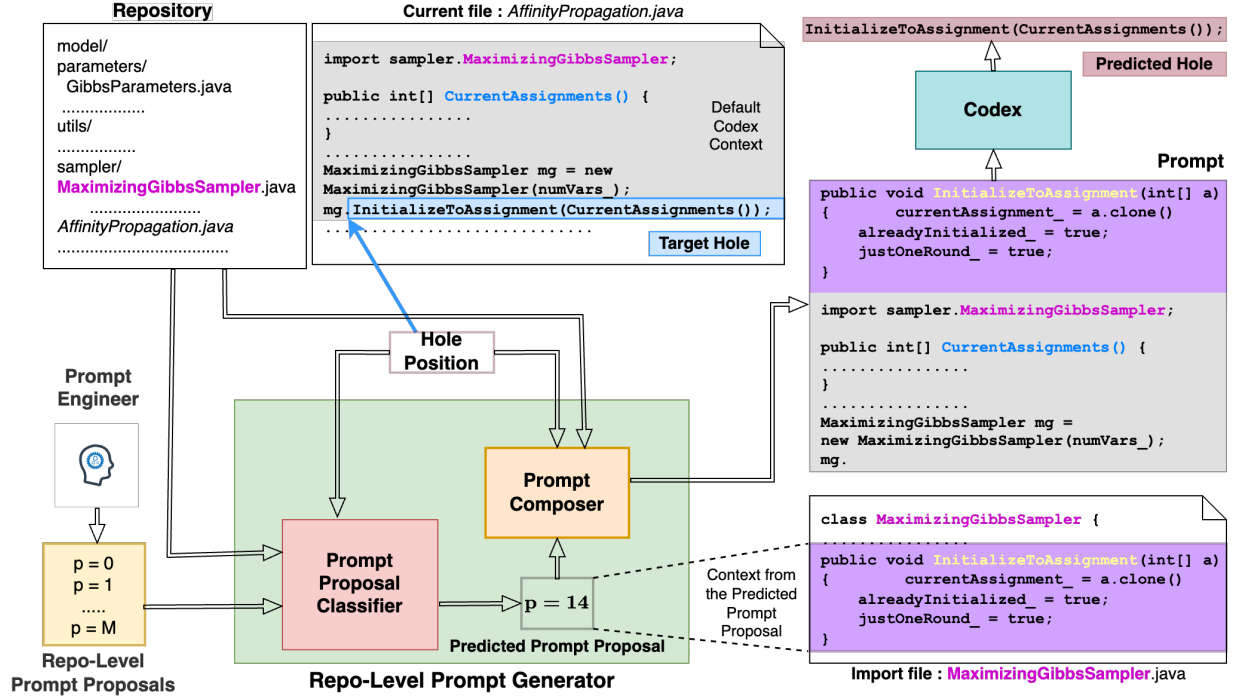 Repository
model/
parameters/
GibbsParameters.java
..................
utils/
.................
sampler/
MaximizingGibbsSampler.java
........................
AffinityPropagation.java
.....................................
Current file : AffinityPropagation.java
import sampler.MaximizingGibbsSampler;
public int[] CurrentAssignments() {
................
}
................
MaximizingGibbsSampler mg = new
MaximizingGibbsSampler(numVars_);
mg.InitializeToAssignment(CurrentAssignments());
.............................
Default
Codex
Context
Target Hole
Hole
Position
Prompt
Engineer
p = 0
p = 1
.....
p = M
Repo-Level
Prompt Proposals
Prompt
Proposal
Classifier
Prompt
Composer
p = 14
Predicted Prompt Proposal
Repo-Level Prompt Generator
Context from
the Predicted
Prompt
Proposal
InitializeToAssignment(CurrentAssignments());
Predicted Hole
Codex
Prompt
public void InitializeToAssignment(int[] a)
{ currentAssignment_ = a.clone()
alreadyInitialized_ = true;
justOneRound_ = true;
}
import sampler.MaximizingGibbsSampler;
public int[] CurrentAssignments() {
................
}
................
MaximizingGibbsSampler mg =
new MaximizingGibbsSampler(numVars_);
mg.
class MaximizingGibbsSampler {
................
public void InitializeToAssignment(int[] a)
{ currentAssignment_ = a.clone()
alreadyInitialized_ = true;
justOneRound_ = true;
}
Import file : MaximizingGibbsSampler.java